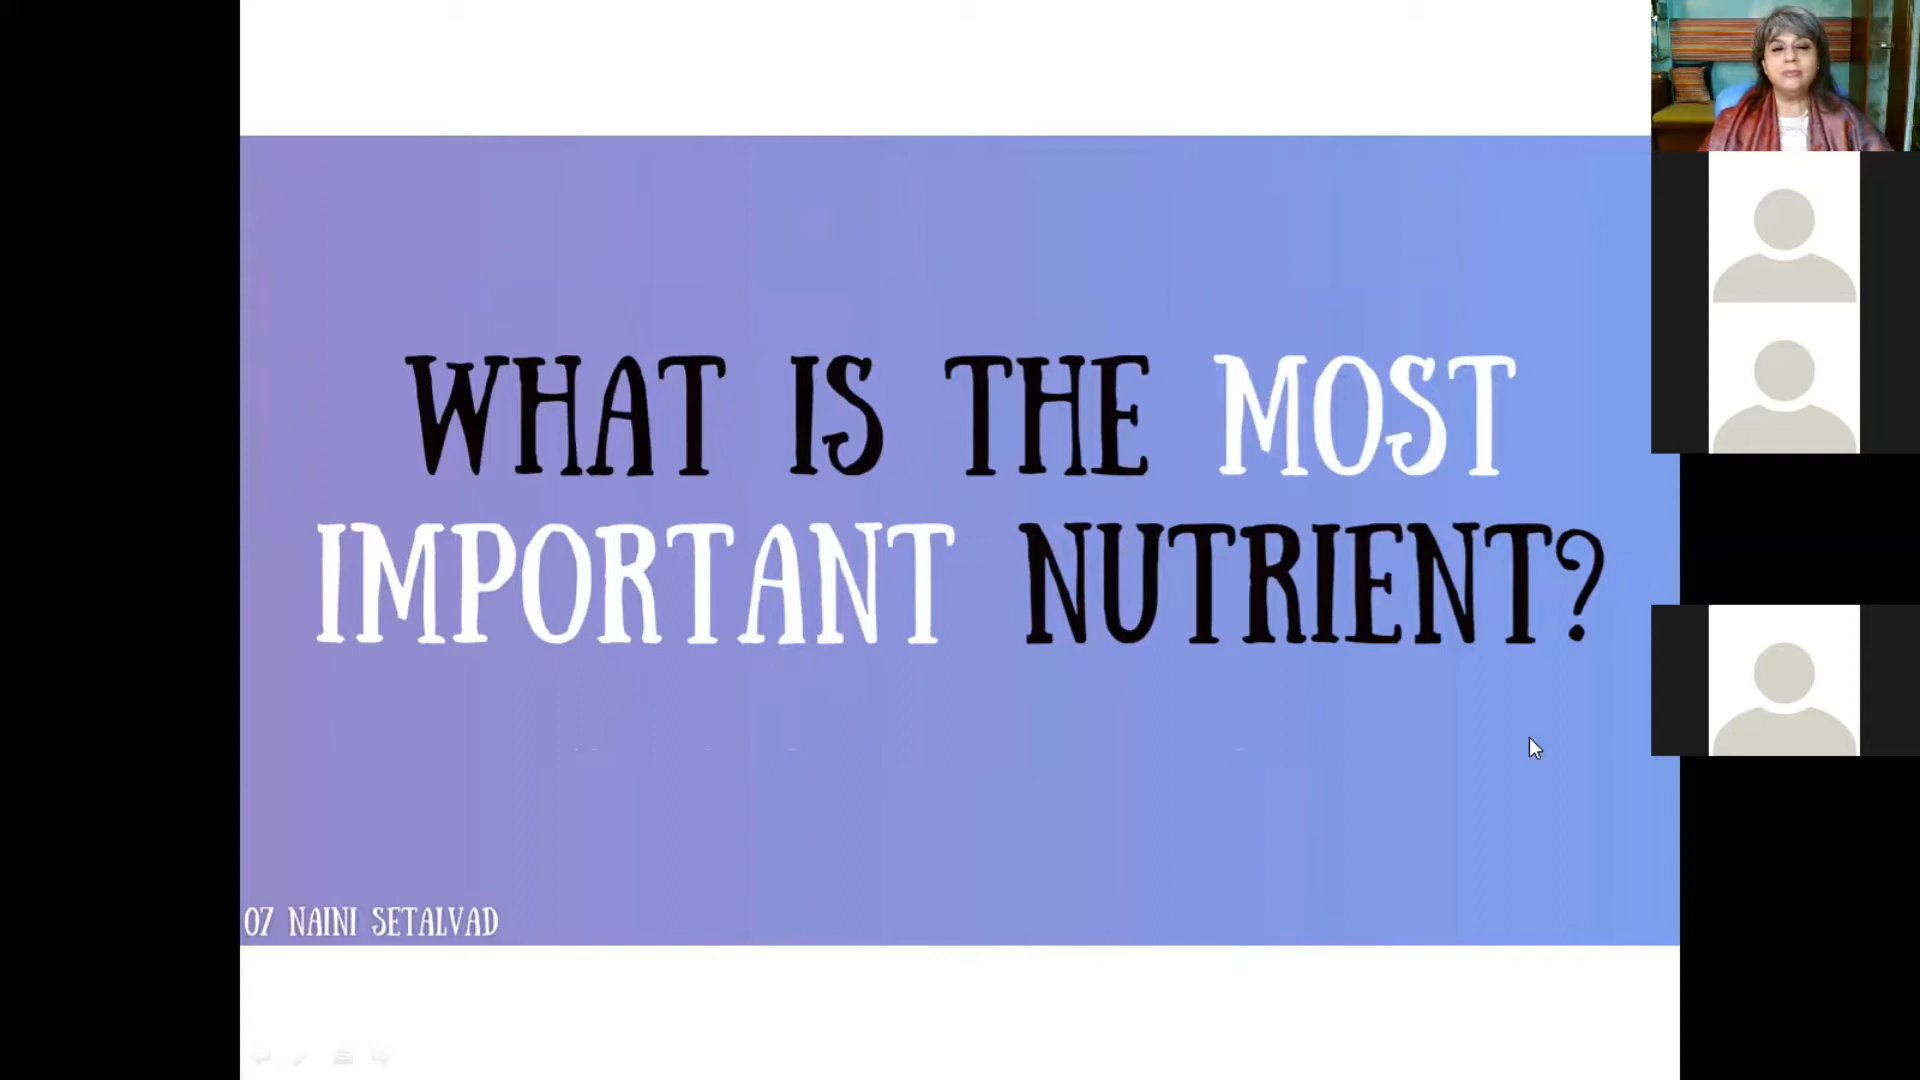 WHAT IS THE MOST
IMPORTANT NUTRIENT?
07 NAINI SETALVAD